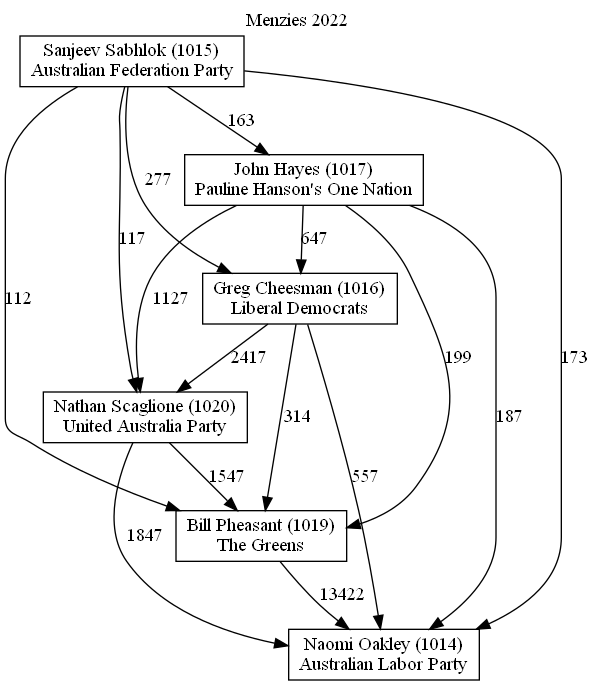 Menzies 2022
Sanjeev Sabhlok (1015)
Australian Federation Party
163
John Hayes (1017)
Pauline Hanson's One Nation
277
117
647
Greg Cheesman (1016)
Liberal Democrats
112
1127
2417
199
173
Nathan Scaglione (1020)
United Australia Party
314
187
1547
557
Bill Pheasant (1019)
The Greens
1847
13422
Naomi Oakley (1014)
Australian Labor Party